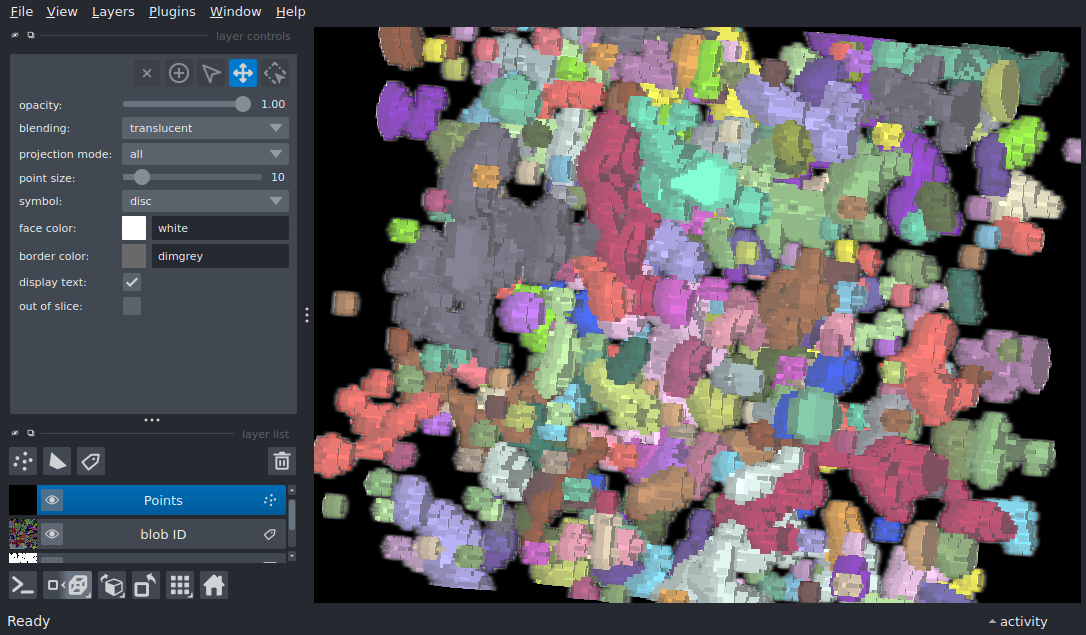 File View Layers Plugins Window Help
layer controls
opacity: 1.00
blending: translucent
projection mode: all
point size: 10
symbol: disc
face color: white
border color: dimgrey
display text:
out of slice:
layer list
Points
blob ID
Ready
activity